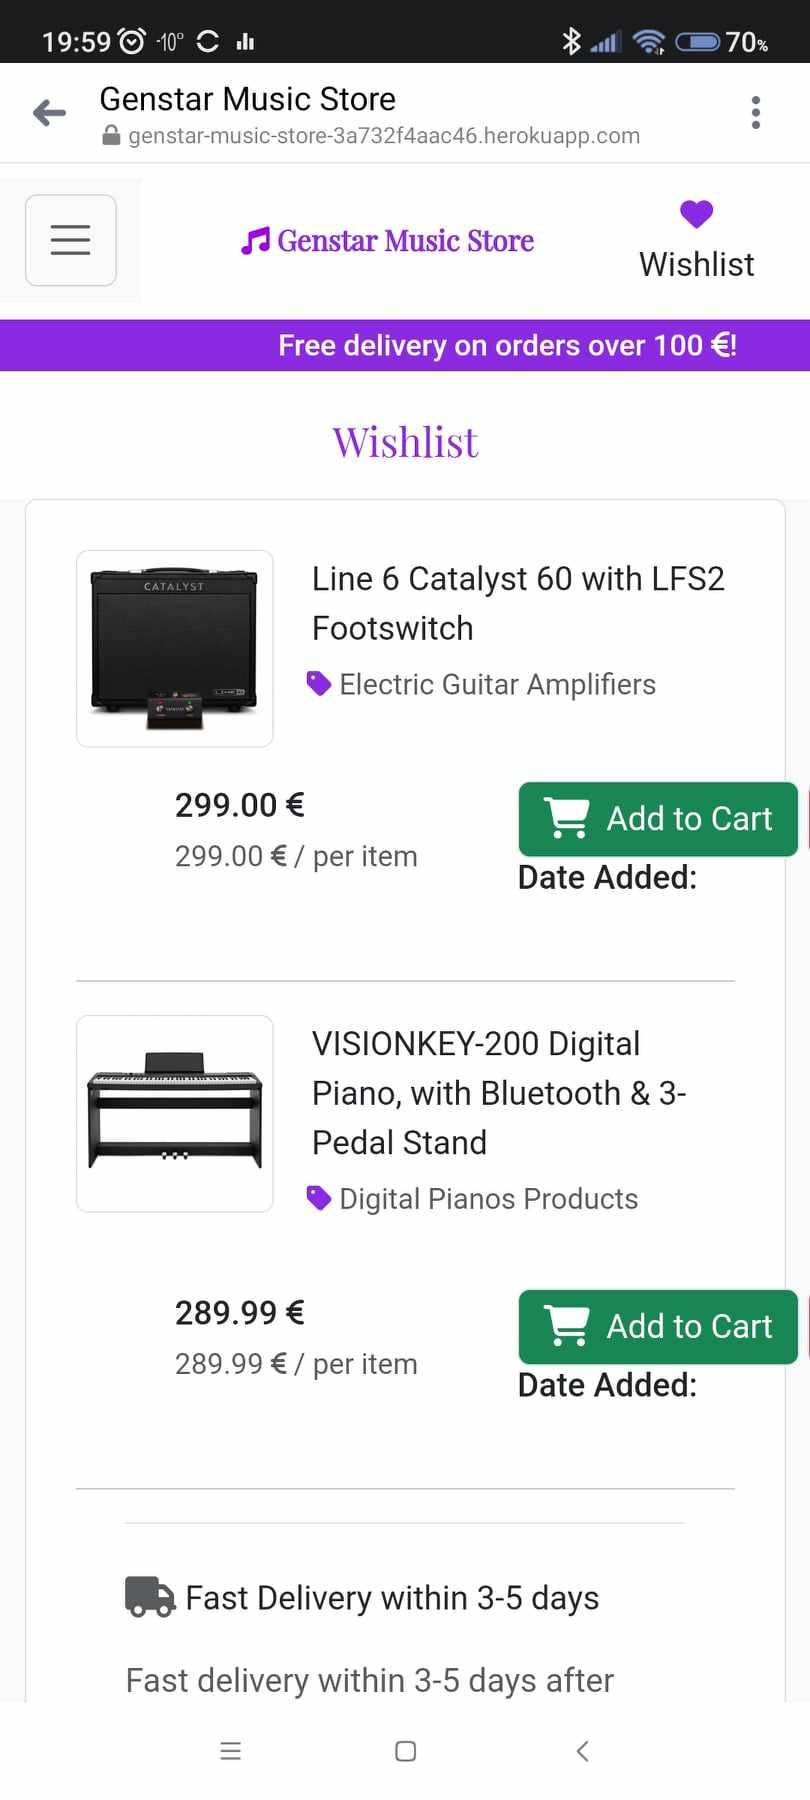 19:59 -10° 70%
Genstar Music Store
genstar-music-store-3a732f4aac46.herokuapp.com
Genstar Music Store
Wishlist
Free delivery on orders over 100 €!
Wishlist
CATALYST
Line 6 Catalyst 60 with LFS2
Footswitch
Electric Guitar Amplifiers
299.00 €
Add to Cart
299.00 € / per item
Date Added:
VISIONKEY-200 Digital
Piano, with Bluetooth & 3-
Pedal Stand
Digital Pianos Products
289.99 €
Add to Cart
289.99 € / per item
Date Added:
Fast Delivery within 3-5 days
Fast delivery within 3-5 days after